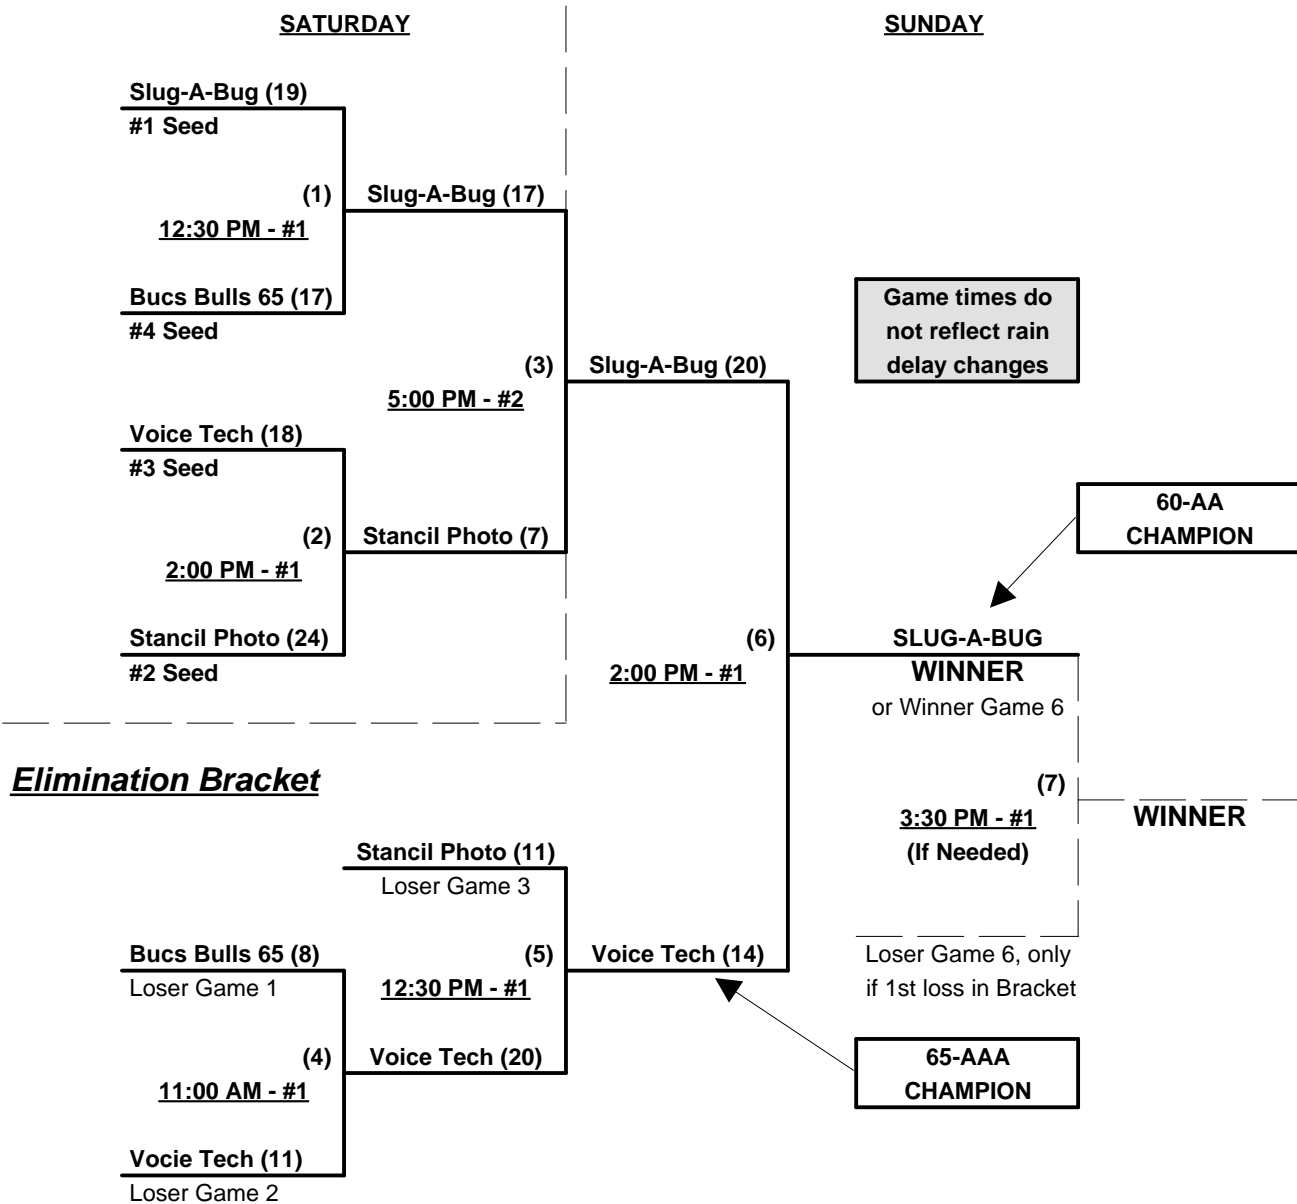 SATURDAY
SUNDAY
Slug-A-Bug (19)
#1 Seed
(1)
Slug-A-Bug (17)
12:30 PM - #1
Bucs Bulls 65 (17)
#4 Seed
Game times do
not reflect rain
delay changes
(3)
Slug-A-Bug (20)
5:00 PM - #2
Voice Tech (18)
#3 Seed
60-AA
CHAMPION
(2)
Stancil Photo (7)
2:00 PM - #1
Stancil Photo (24)
#2 Seed
(6)
2:00 PM - #1
SLUG-A-BUG
WINNER
or Winner Game 6
Elimination Bracket
(7)
3:30 PM - #1
(If Needed)
WINNER
Stancil Photo (11)
Loser Game 3
Bucs Bulls 65 (8)
Loser Game 1
(5)
12:30 PM - #1
Voice Tech (14)
Loser Game 6, only
if 1st loss in Bracket
(4)
11:00 AM - #1
Voice Tech (20)
65-AAA
CHAMPION
Vocie Tech (11)
Loser Game 2